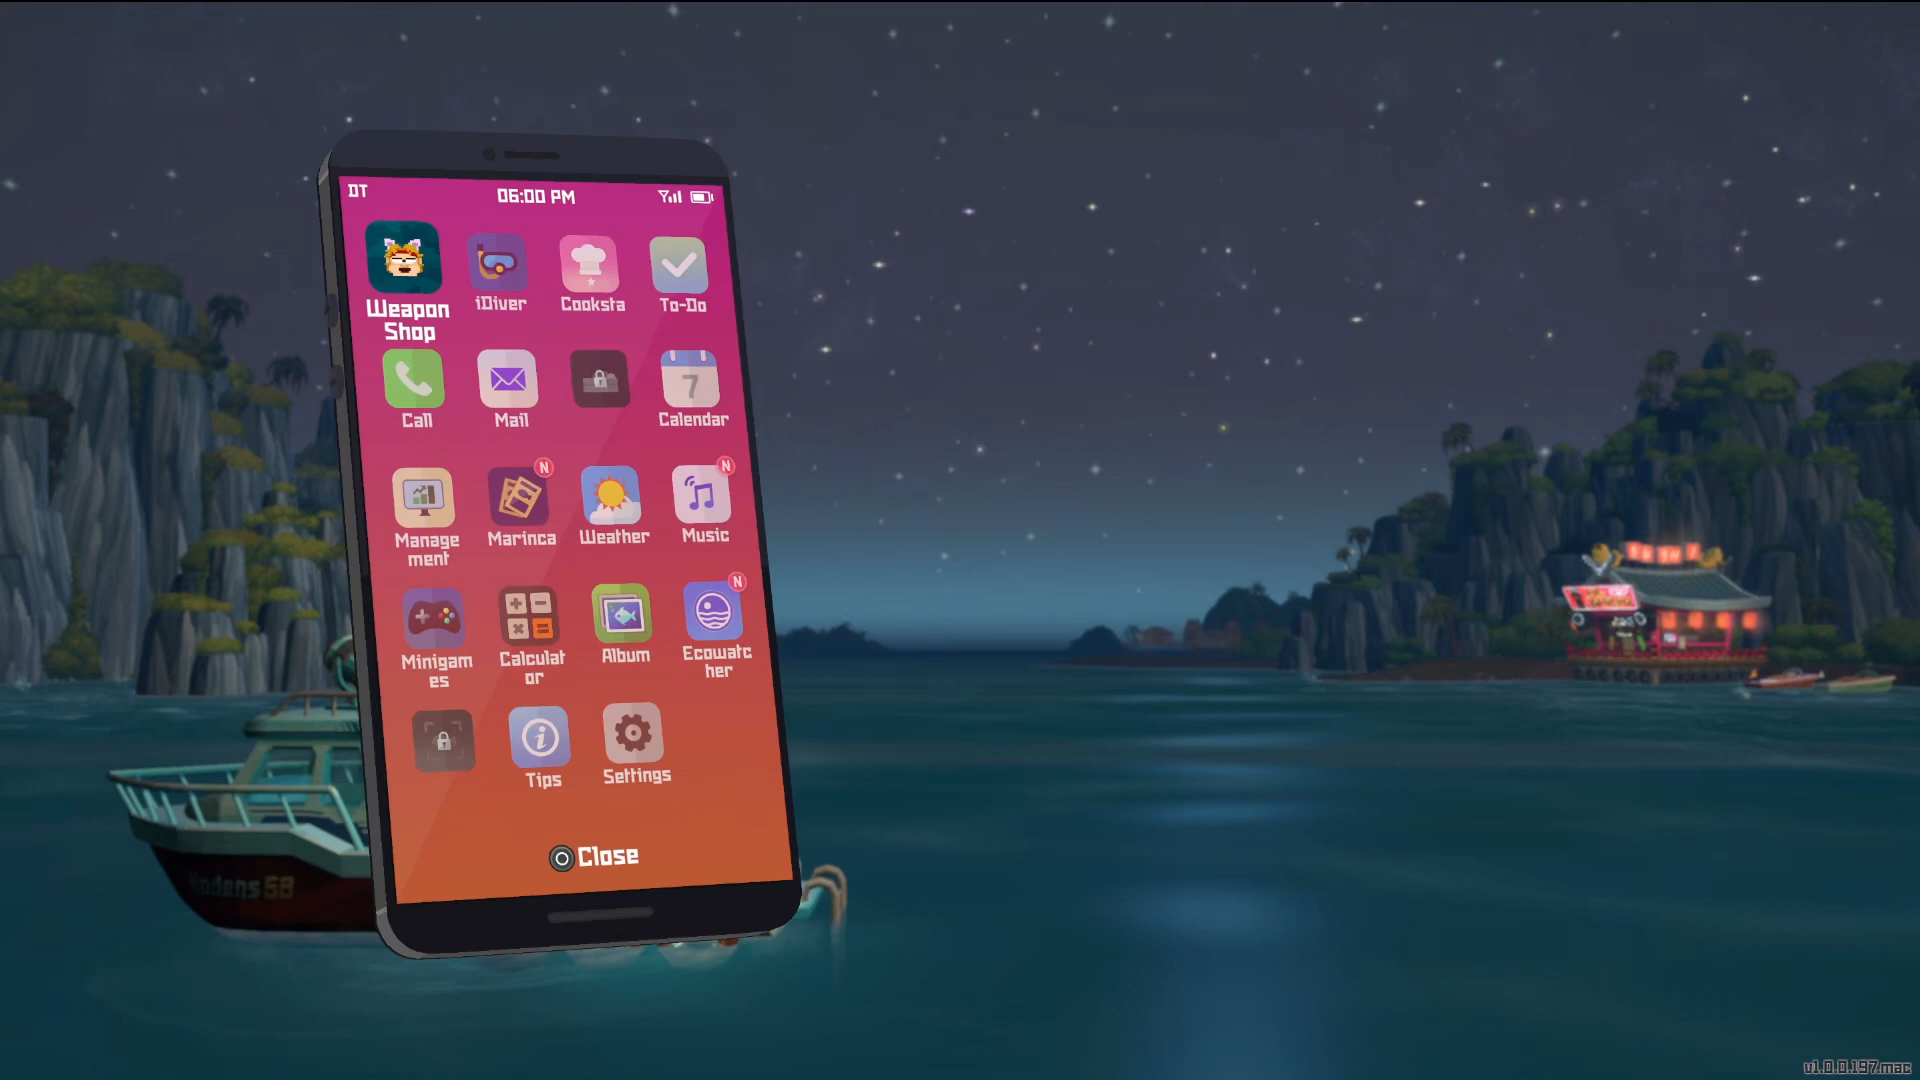 DT
06:00 PM
Weapon
Shop
iDiver
Cooksta
To-Do
Call
Mail
7
Calendar
Manage
ment
N
Marinca
Weather
N
Music
Minigam
es
Calculat
or
Album
N
Ecowatc
her
Tips
Settings
Close
Rodens58
v1.0.0.197.mac